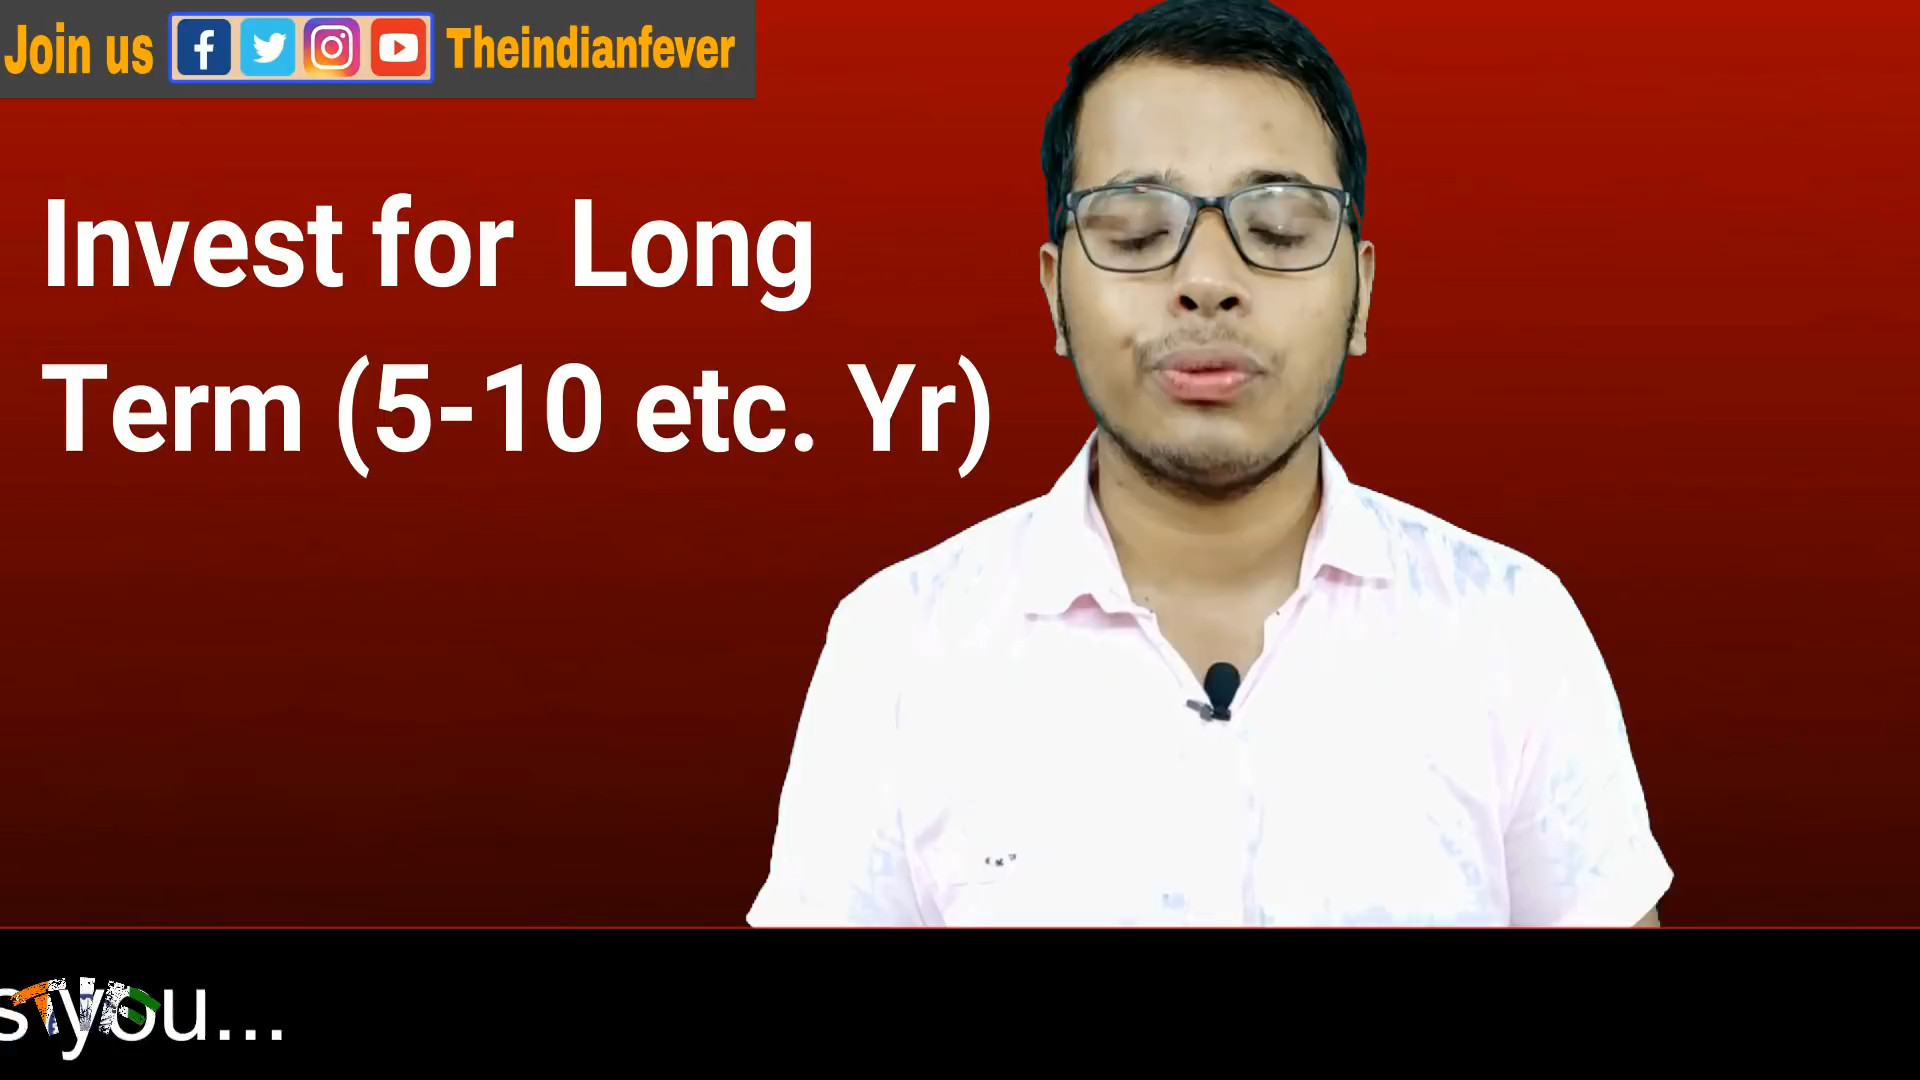 Join us Theindianfever
Invest for Long
Term (5-10 etc. Yr)
s you...